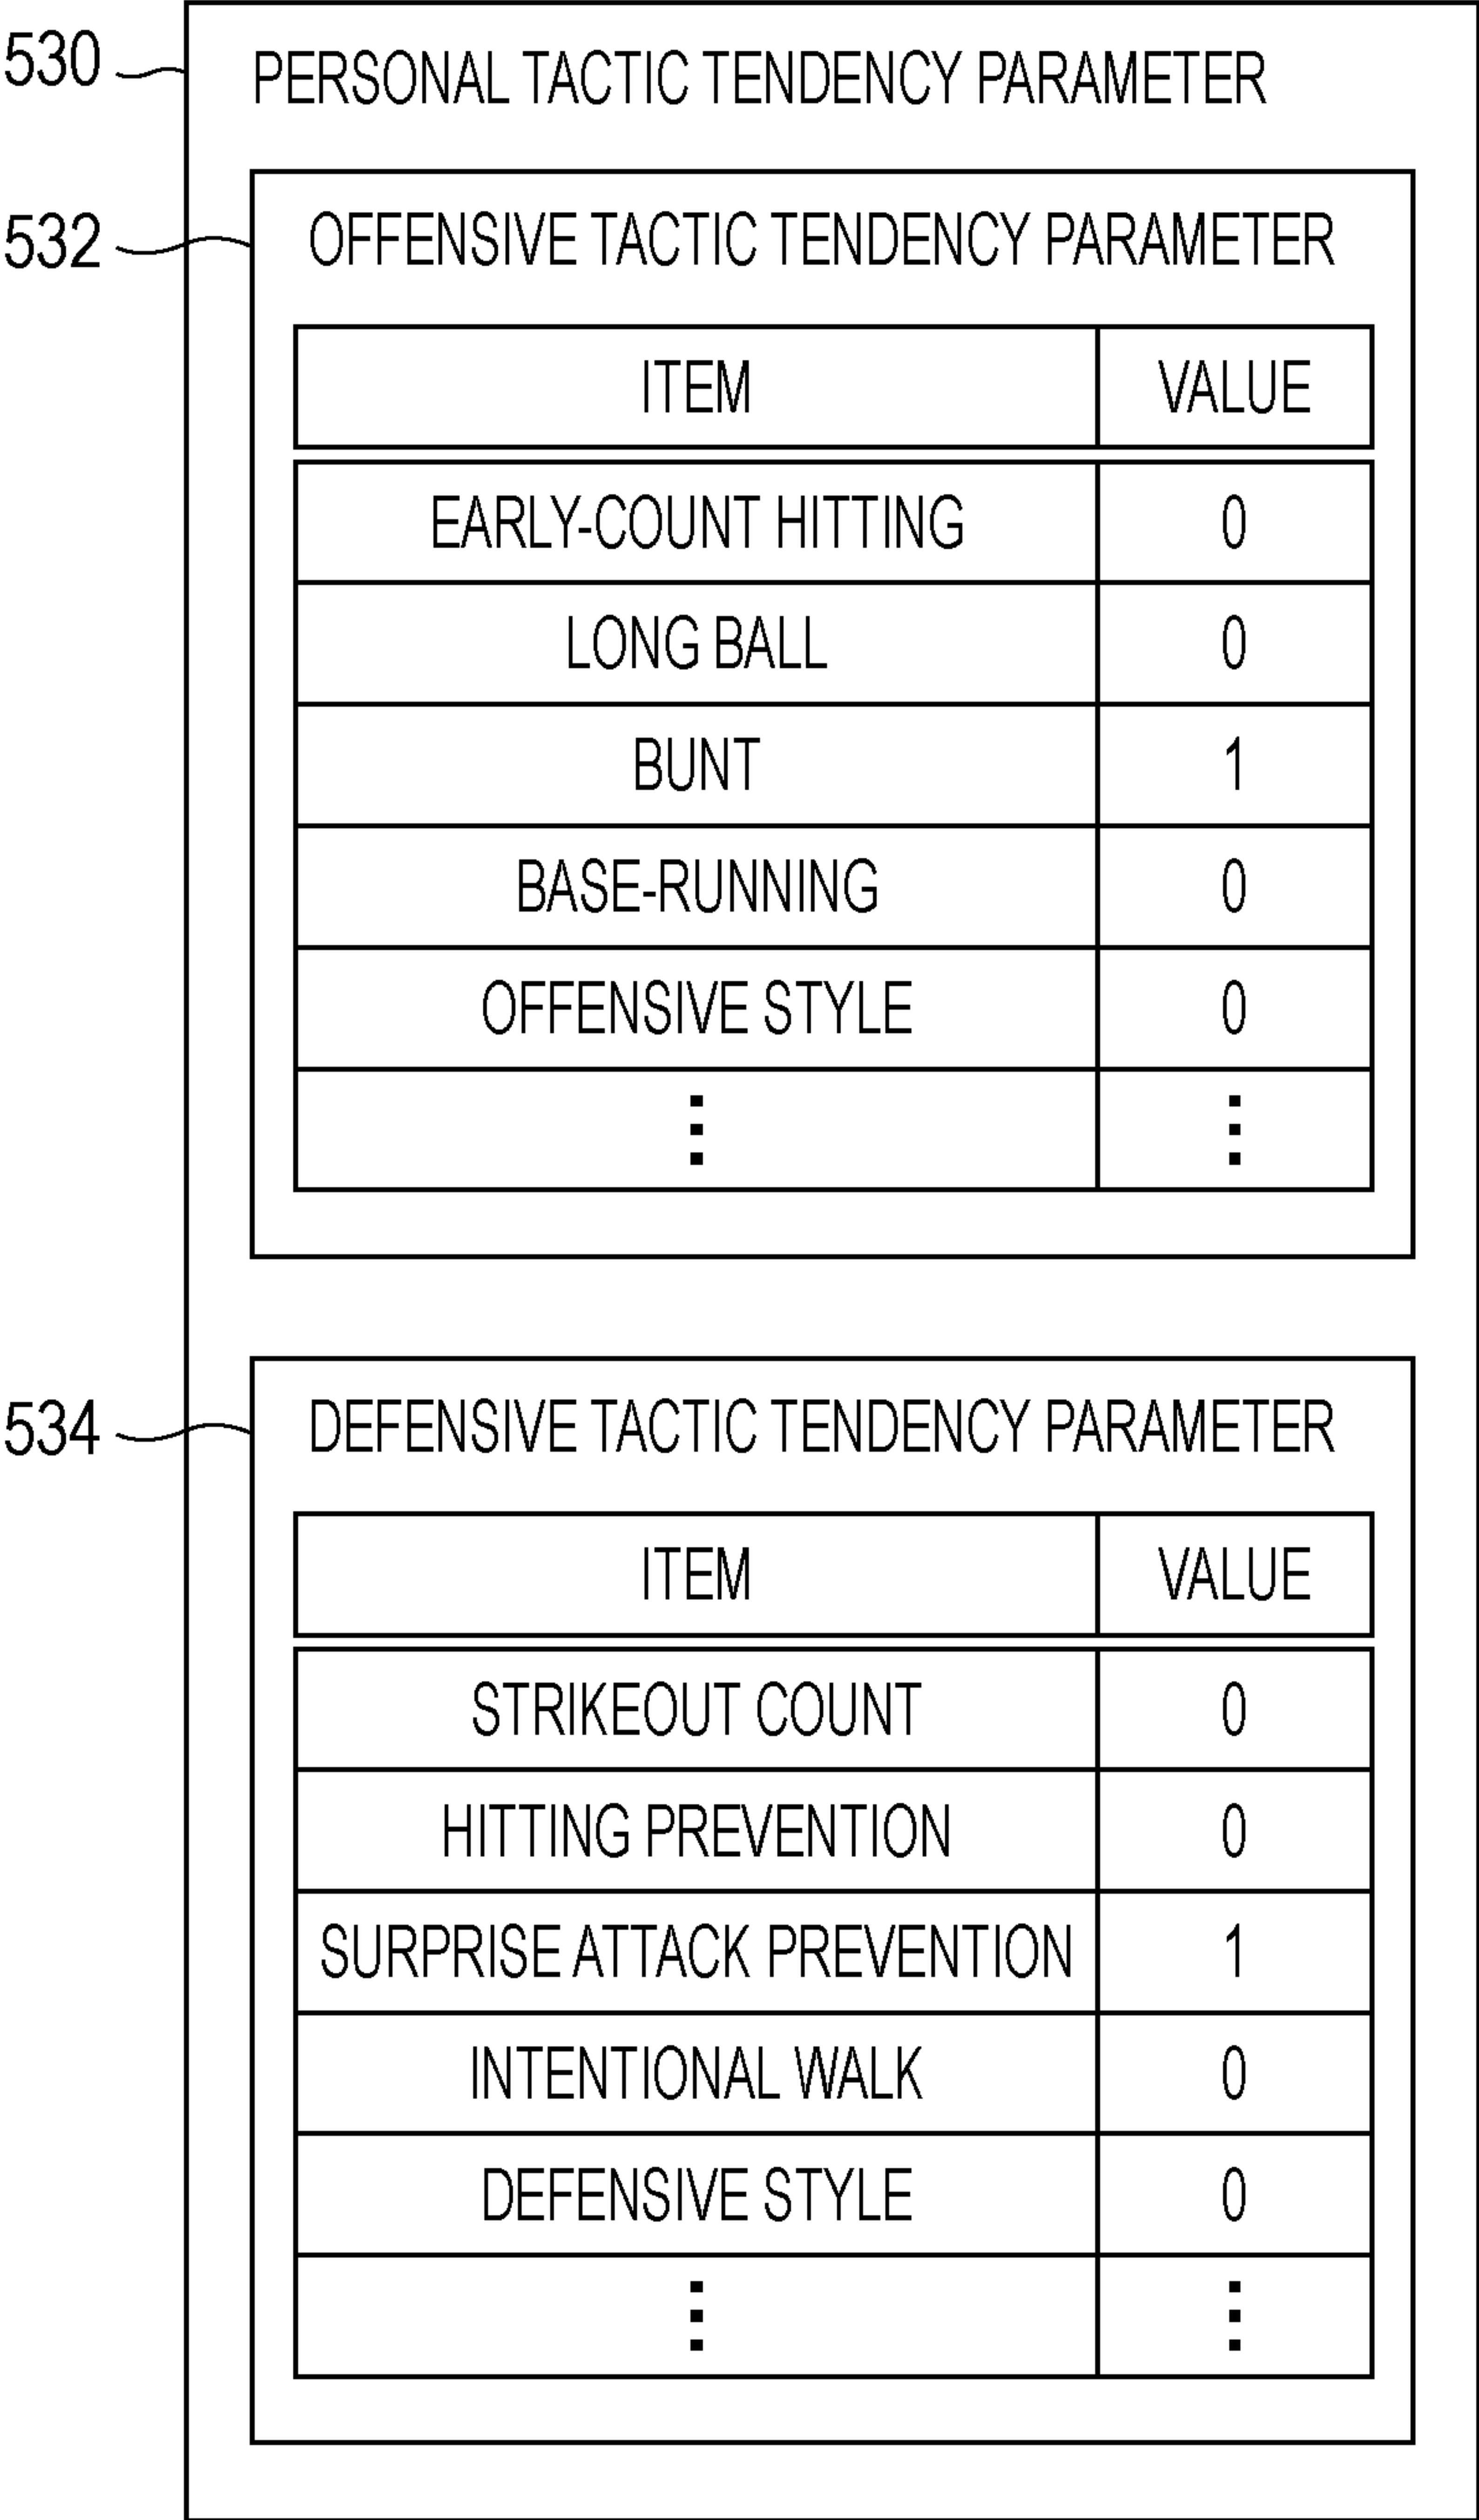 530 PERSONAL TACTIC TENDENCY PARAMETER
532 OFFENSIVE TACTIC TENDENCY PARAMETER
ITEM VALUE
EARLY-COUNT HITTING 0
LONG BALL 0
BUNT 1
BASE-RUNNING 0
OFFENSIVE STYLE 0
⋮ ⋮
534 DEFENSIVE TACTIC TENDENCY PARAMETER
ITEM VALUE
STRIKEOUT COUNT 0
HITTING PREVENTION 0
SURPRISE ATTACK PREVENTION 1
INTENTIONAL WALK 0
DEFENSIVE STYLE 0
⋮ ⋮